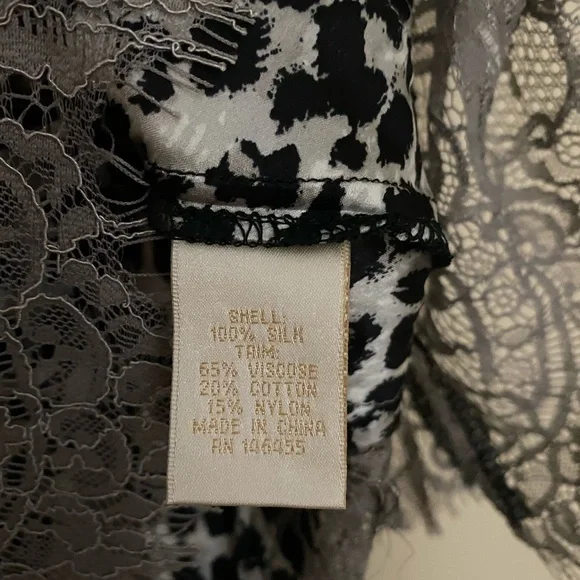 SHELL:
100% SILK
TRIM:
65% VISCOSE
20% COTTON
15% NYLON
MADE IN CHINA
RN 146455